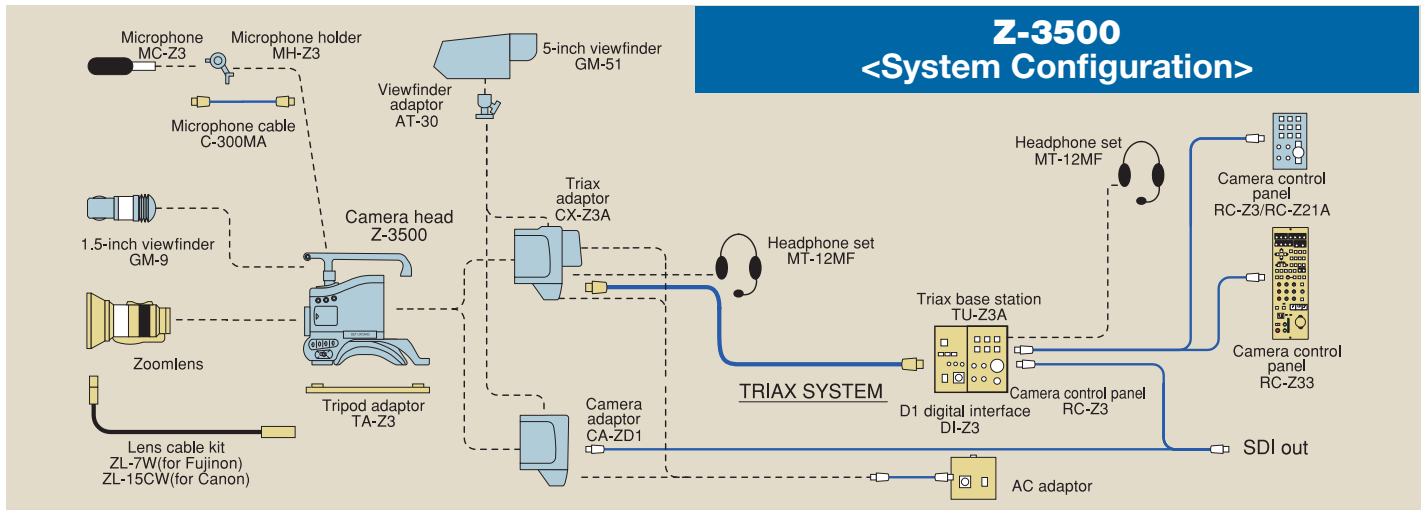 Z-3500
<System Configuration>
Microphone
MC-Z3
Microphone holder
MH-Z3
5-inch viewfinder
GM-51
Viewfinder
adaptor
AT-30
Microphone cable
C-300MA
Headphone set
MT-12MF
Camera control
panel
RC-Z3/RC-Z21A
Triax
adaptor
CX-Z3A
Camera head
Z-3500
1.5-inch viewfinder
GM-9
Headphone set
MT-12MF
Triax base station
TU-Z3A
Zoomlens
Camera control
panel
RC-Z33
TRIAX SYSTEM
Camera control panel
RC-Z3
Tripod adaptor
TA-Z3
Camera
adaptor
CA-ZD1
D1 digital interface
DI-Z3
Lens cable kit
ZL-7W(for Fujinon)
ZL-15CW(for Canon)
SDI out
AC adaptor